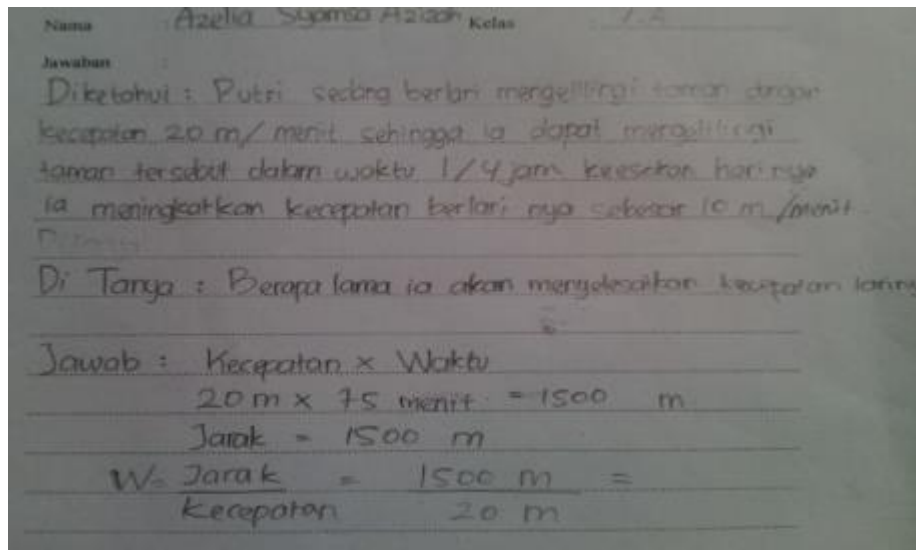 Nama Azelia Syamsa Azizah Kelas 7.A
Jawaban :
Diketahui : Putri sedang berlari mengelilingi taman dengan
kecepatan 20 m/ menit sehingga ia dapat mengelilingi
taman tersebut dalam waktu 1/4 jam keesokan harinya
ia meningkatkan kecepatan berlari nya sebesar 10 m/menit
Di Tanya : Berapa lama ia akan menyelesaikan kecepatan larinya
Jawab : Kecepatan x Waktu
20 m x 75 menit = 1500 m
Jarak = 1500 m
W= Jarak = 1500 m =
Kecepatan 20 m